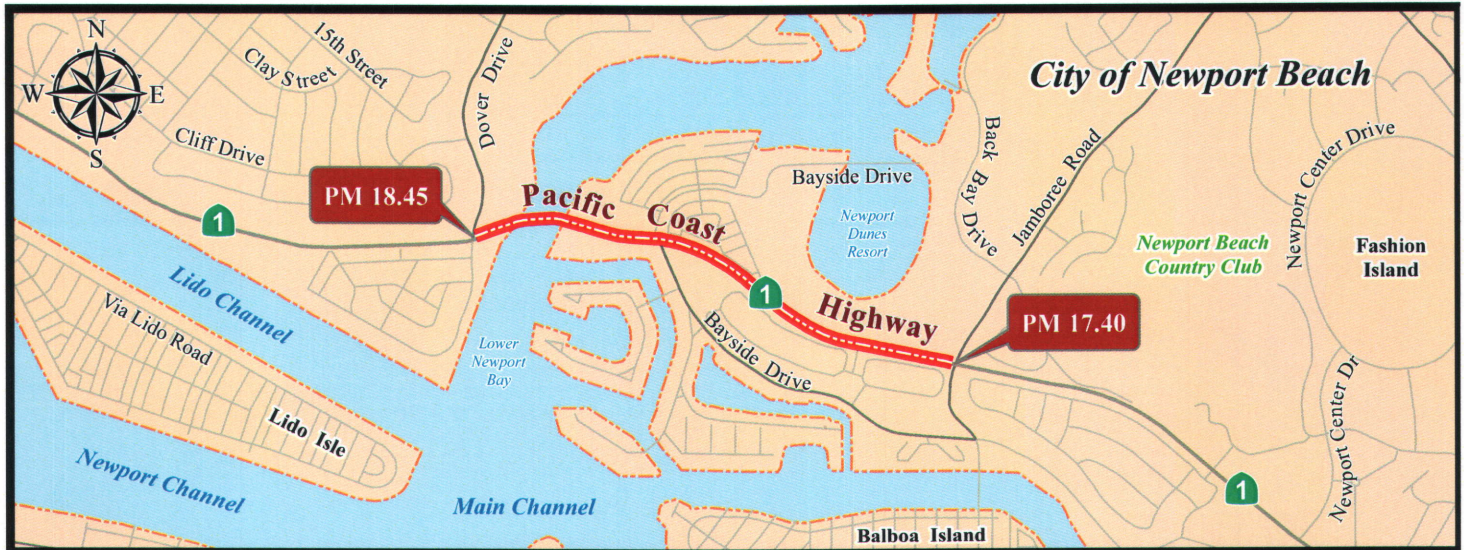 N
W E
S
15th Street
Clay Street
Cliff Drive
Dover Drive
PM 18.45
1
Pacific Coast Highway
1
Bayside Drive
Newport
Dunes
Resort
Back Bay Drive
Jamboree Road
City of Newport Beach
Newport Center Drive
Newport Beach
Country Club
Fashion
Island
PM 17.40
Lido Channel
Via Lido Road
Lido Isle
Lower
Newport
Bay
Bayside Drive
Newport Channel
Main Channel
Balboa Island
Newport Center Dr
1